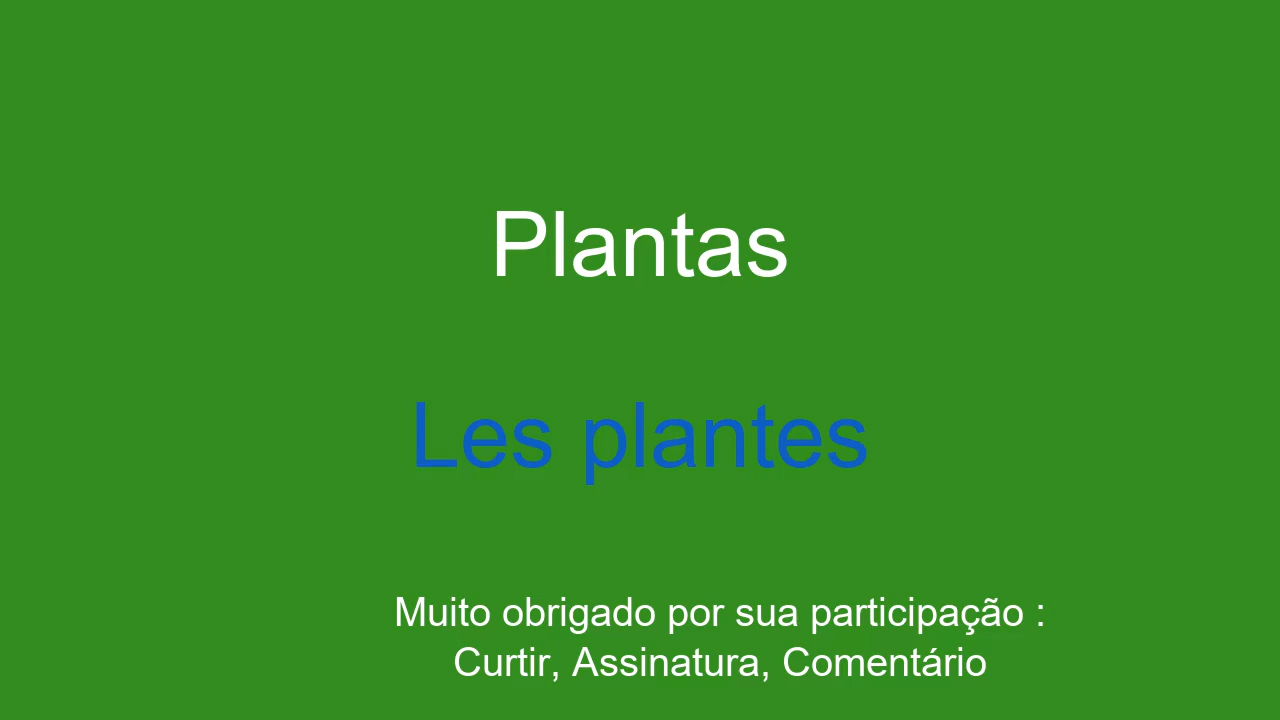 Plantas
Les plantes
Muito obrigado por sua participação :
Curtir, Assinatura, Comentário